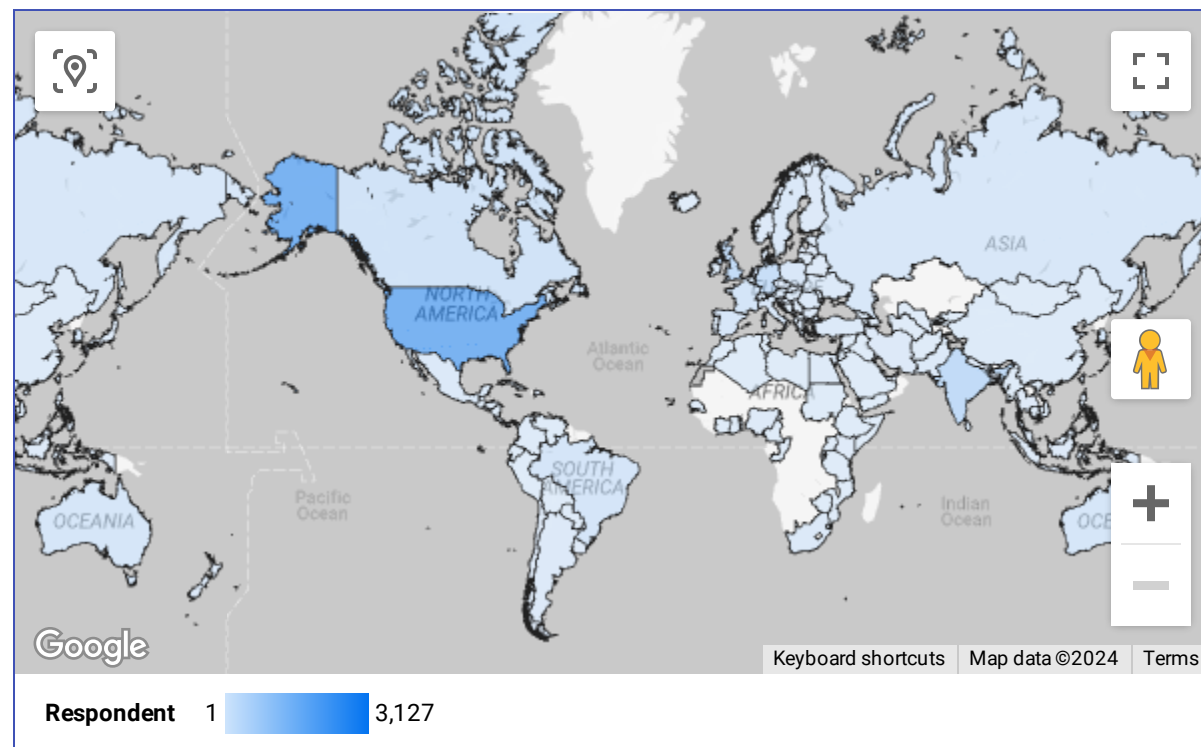 ASIA
NORTH
AMERICA
EUROPE
Atlantic
Ocean
AFRICA
SOUTH
AMERICA
Pacific
Ocean
Indian
Ocean
OCEANIA
OCE
Google
Keyboard shortcuts
Map data ©2024
Terms
Respondent 1 3,127